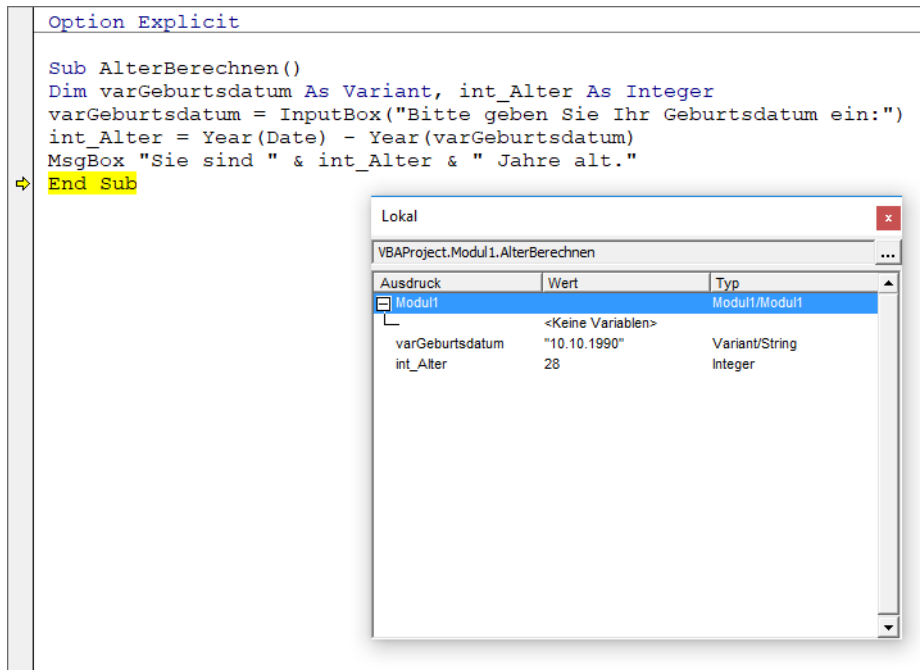 Option Explicit
Sub AlterBerechnen()
Dim varGeburtsdatum As Variant, int_Alter As Integer
varGeburtsdatum = InputBox("Bitte geben Sie Ihr Geburtsdatum ein:")
int_Alter = Year(Date) - Year(varGeburtsdatum)
MsgBox "Sie sind " & int_Alter & " Jahre alt."
End Sub
Lokal
x
VBAProject.Modul1.AlterBerechnen
...
Ausdruck Wert Typ
Modul1 Modul1/Modul1
<Keine Variablen>
varGeburtsdatum "10.10.1990" Variant/String
int_Alter 28 Integer